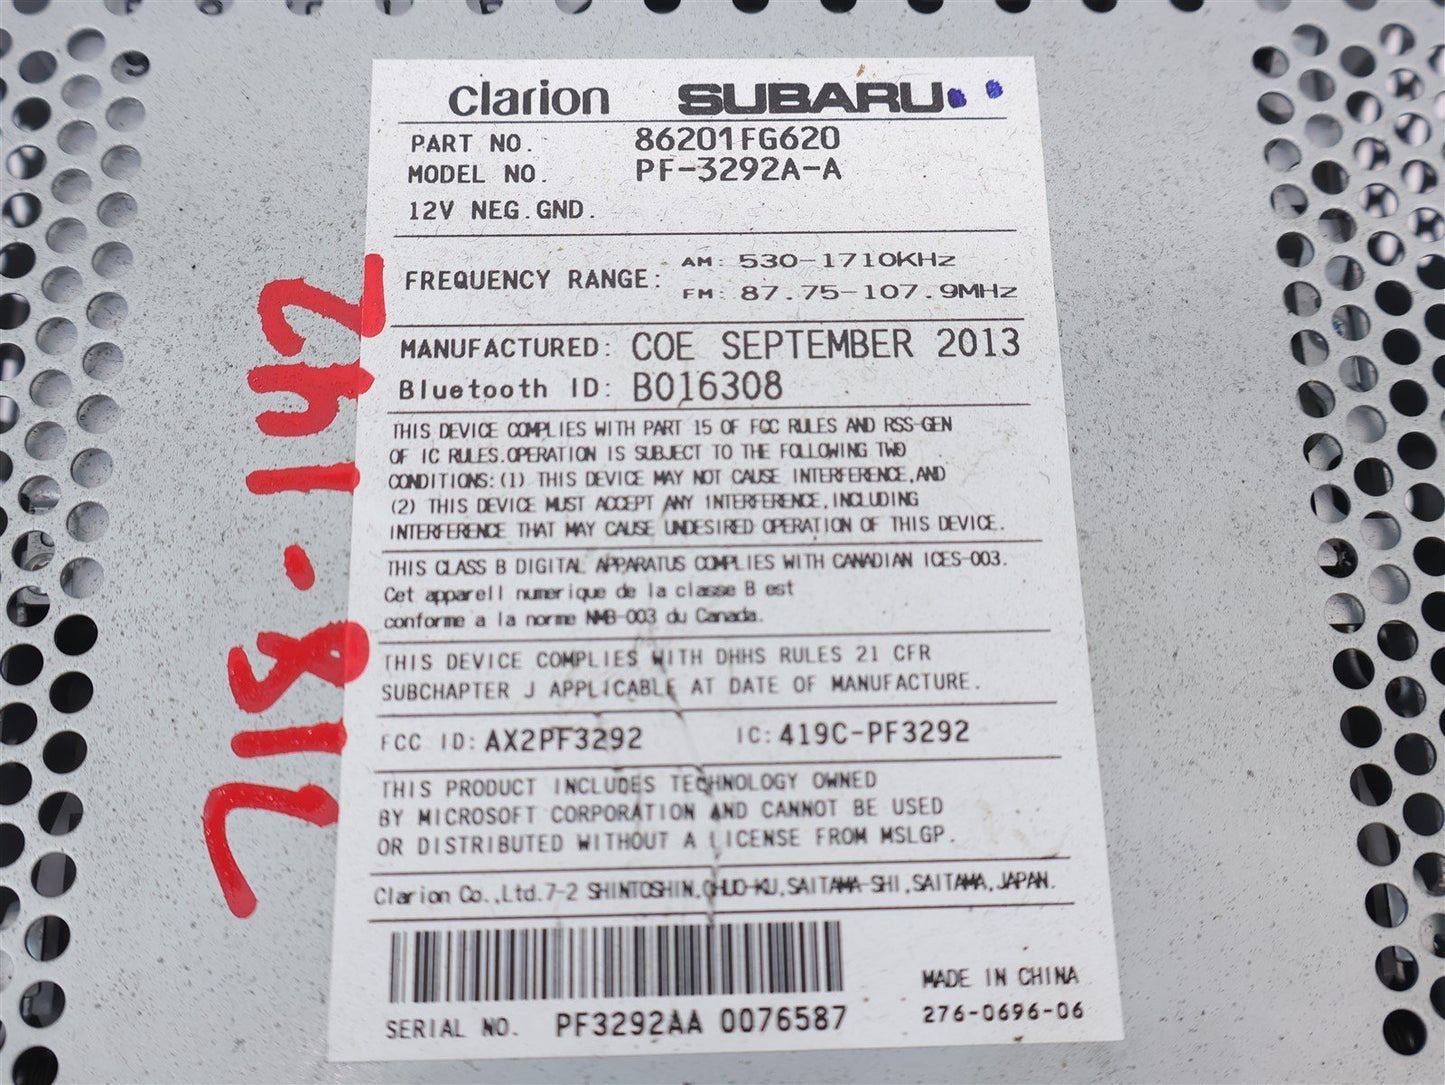 clarion SUBARU
PART NO. 86201FG620
MODEL NO. PF-3292A-A
12V NEG.GND.
FREQUENCY RANGE: AM: 530-1710KHz
FM: 87.75-107.9MHz
MANUFACTURED: COE SEPTEMBER 2013
Bluetooth ID: B016308
THIS DEVICE COMPLIES WITH PART 15 OF FCC RULES AND RSS-GEN
OF IC RULES.OPERATION IS SUBJECT TO THE FOLLOWING TWO
CONDITIONS:(1) THIS DEVICE MAY NOT CAUSE INTERFERENCE,AND
(2) THIS DEVICE MUST ACCEPT ANY INTERFERENCE,INCLUDING
INTERFERENCE THAT MAY CAUSE UNDESIRED OPERATION OF THIS DEVICE.
THIS CLASS B DIGITAL APPARATUS COMPLIES WITH CANADIAN ICES-003.
Cet appareil numerique de la classe B est
conforme a la norme NMB-003 du Canada.
THIS DEVICE COMPLIES WITH DHHS RULES 21 CFR
SUBCHAPTER J APPLICABLE AT DATE OF MANUFACTURE.
FCC ID: AX2PF3292 IC: 419C-PF3292
THIS PRODUCT INCLUDES TECHNOLOGY OWNED
BY MICROSOFT CORPORATION AND CANNOT BE USED
OR DISTRIBUTED WITHOUT A LICENSE FROM MSLGP.
Clarion Co.,Ltd.7-2 SHINTOSHIN,CHUO-KU,SAITAMA-SHI,SAITAMA,JAPAN.
MADE IN CHINA
SERIAL NO. PF3292AA 0076587 276-0696-06
718-142